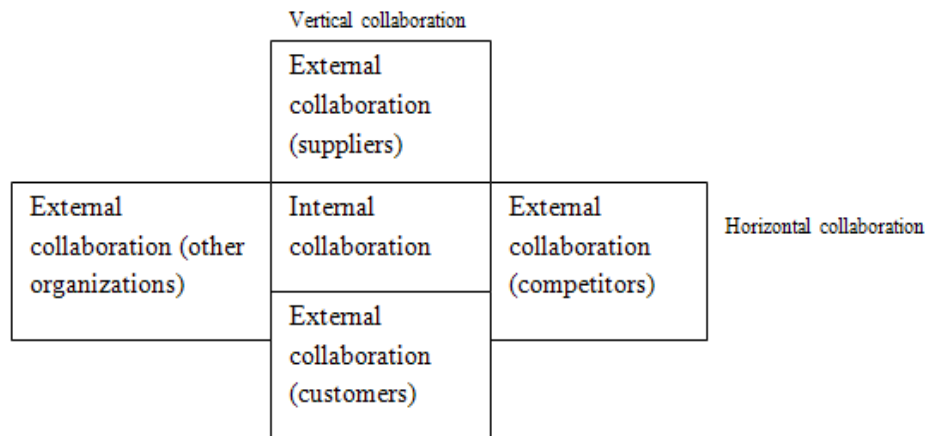 Vertical collaboration
External
collaboration
(suppliers)
External
collaboration (other
organizations)
Internal
collaboration
External
collaboration
(competitors)
Horizontal collaboration
External
collaboration
(customers)